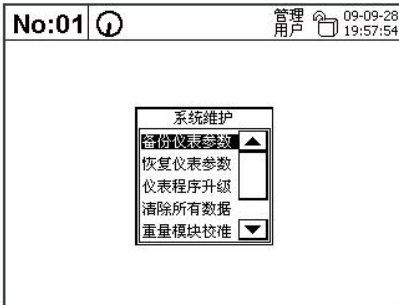 No:01 管理用户 09-09-28 19:57:54
系统维护
备份仪表参数
恢复仪表参数
仪表程序升级
清除所有数据
重量模块校准